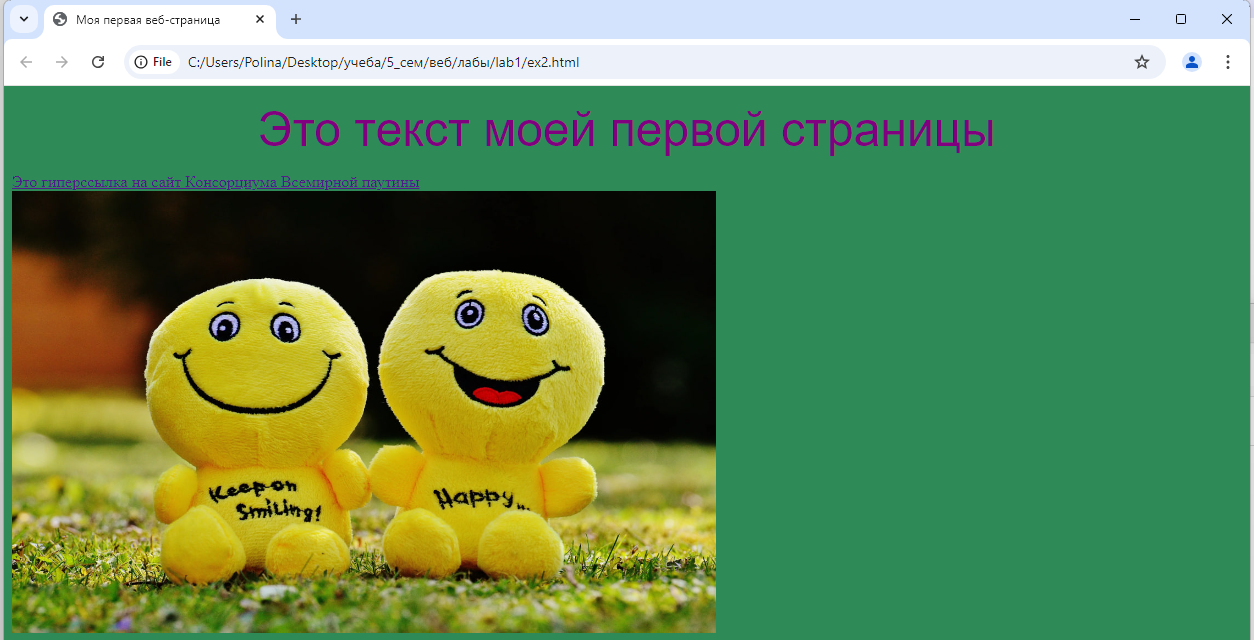 Моя первая веб-страница
File
C:/Users/Polina/Desktop/учеба/5_сем/веб/лабы/lab1/ex2.html
Это текст моей первой страницы
Это гиперссылка на сайт Консорциума Всемирной паутины
Keep on
Smiling!
Happy...